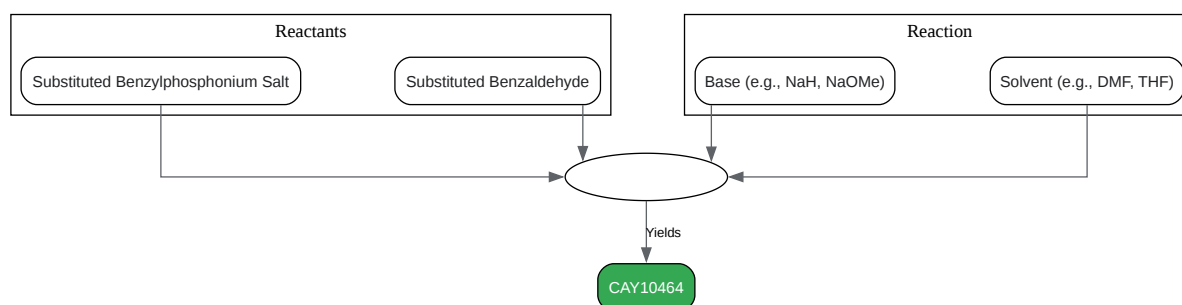 Reactants
Reaction
Substituted Benzylphosphonium Salt
Substituted Benzaldehyde
Base (e.g., NaH, NaOMe)
Solvent (e.g., DMF, THF)
Yields
CAY10464